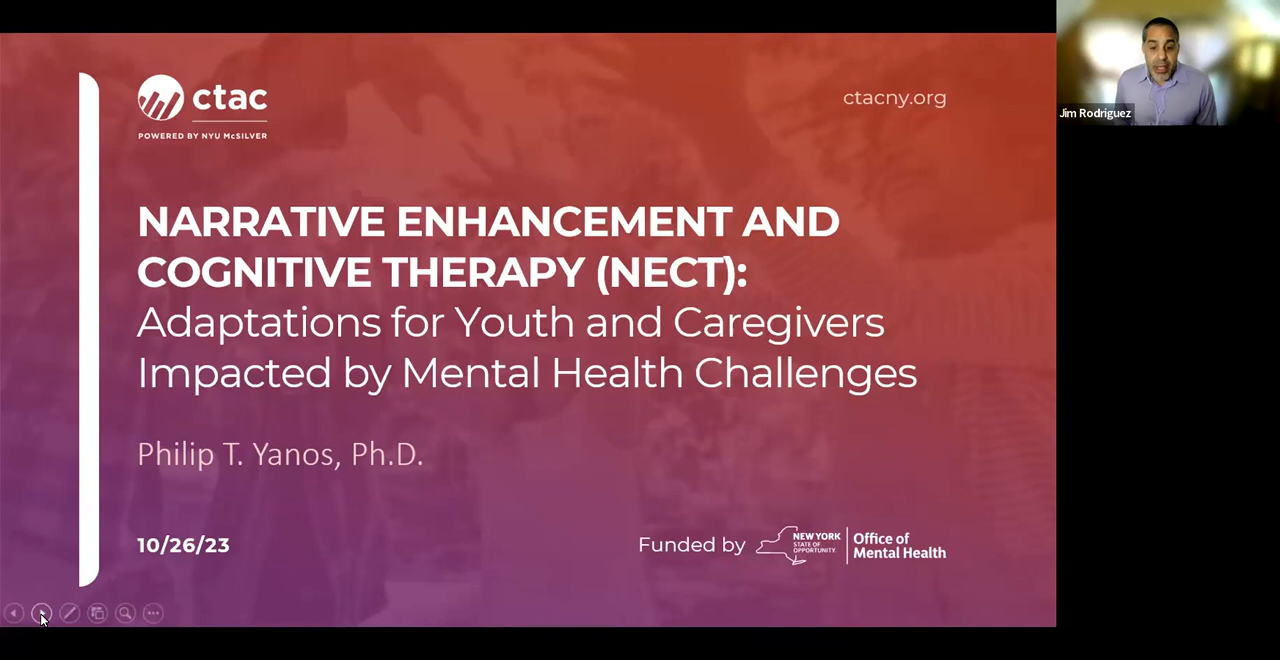 ctac
POWERED BY NYU McSILVER
ctacny.org
NARRATIVE ENHANCEMENT AND
COGNITIVE THERAPY (NECT):
Adaptations for Youth and Caregivers
Impacted by Mental Health Challenges
Philip T. Yanos, Ph.D.
10/26/23
Funded by
NEW YORK
STATE OF
OPPORTUNITY.
Office of
Mental Health
Jim Rodriguez